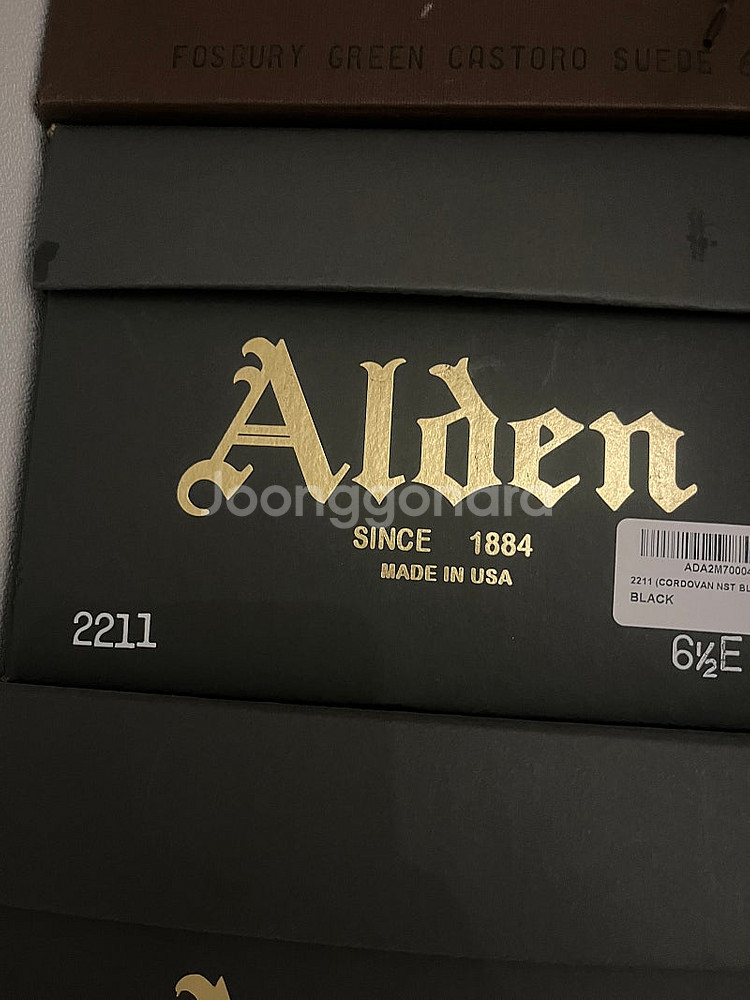 FOSBURY GREEN CASTORO SUEDE
Alden
Joonggonara
SINCE 1884
MADE IN USA
ADA2M7000
2211 (CORDOVAN NST BL
BLACK
2211
6½E